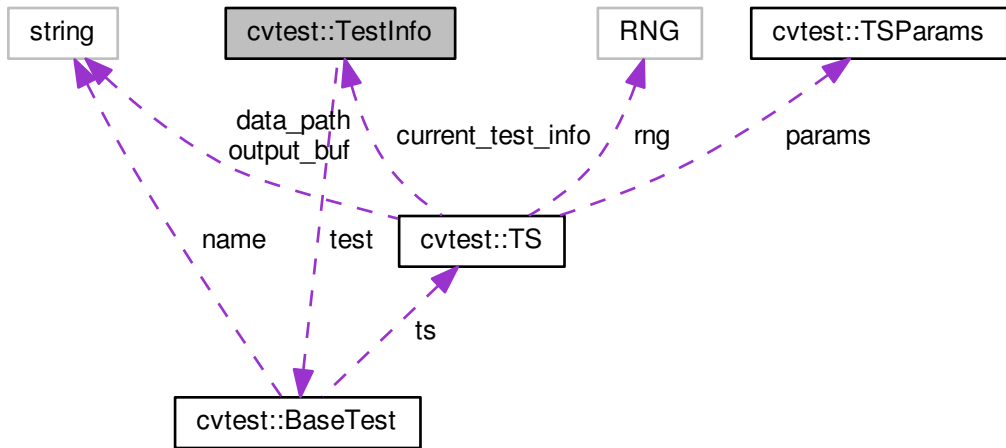 string
cvtest::TestInfo
RNG
cvtest::TSParams
data_path
output_buf
current_test_info
rng
params
name
test
cvtest::TS
ts
cvtest::BaseTest